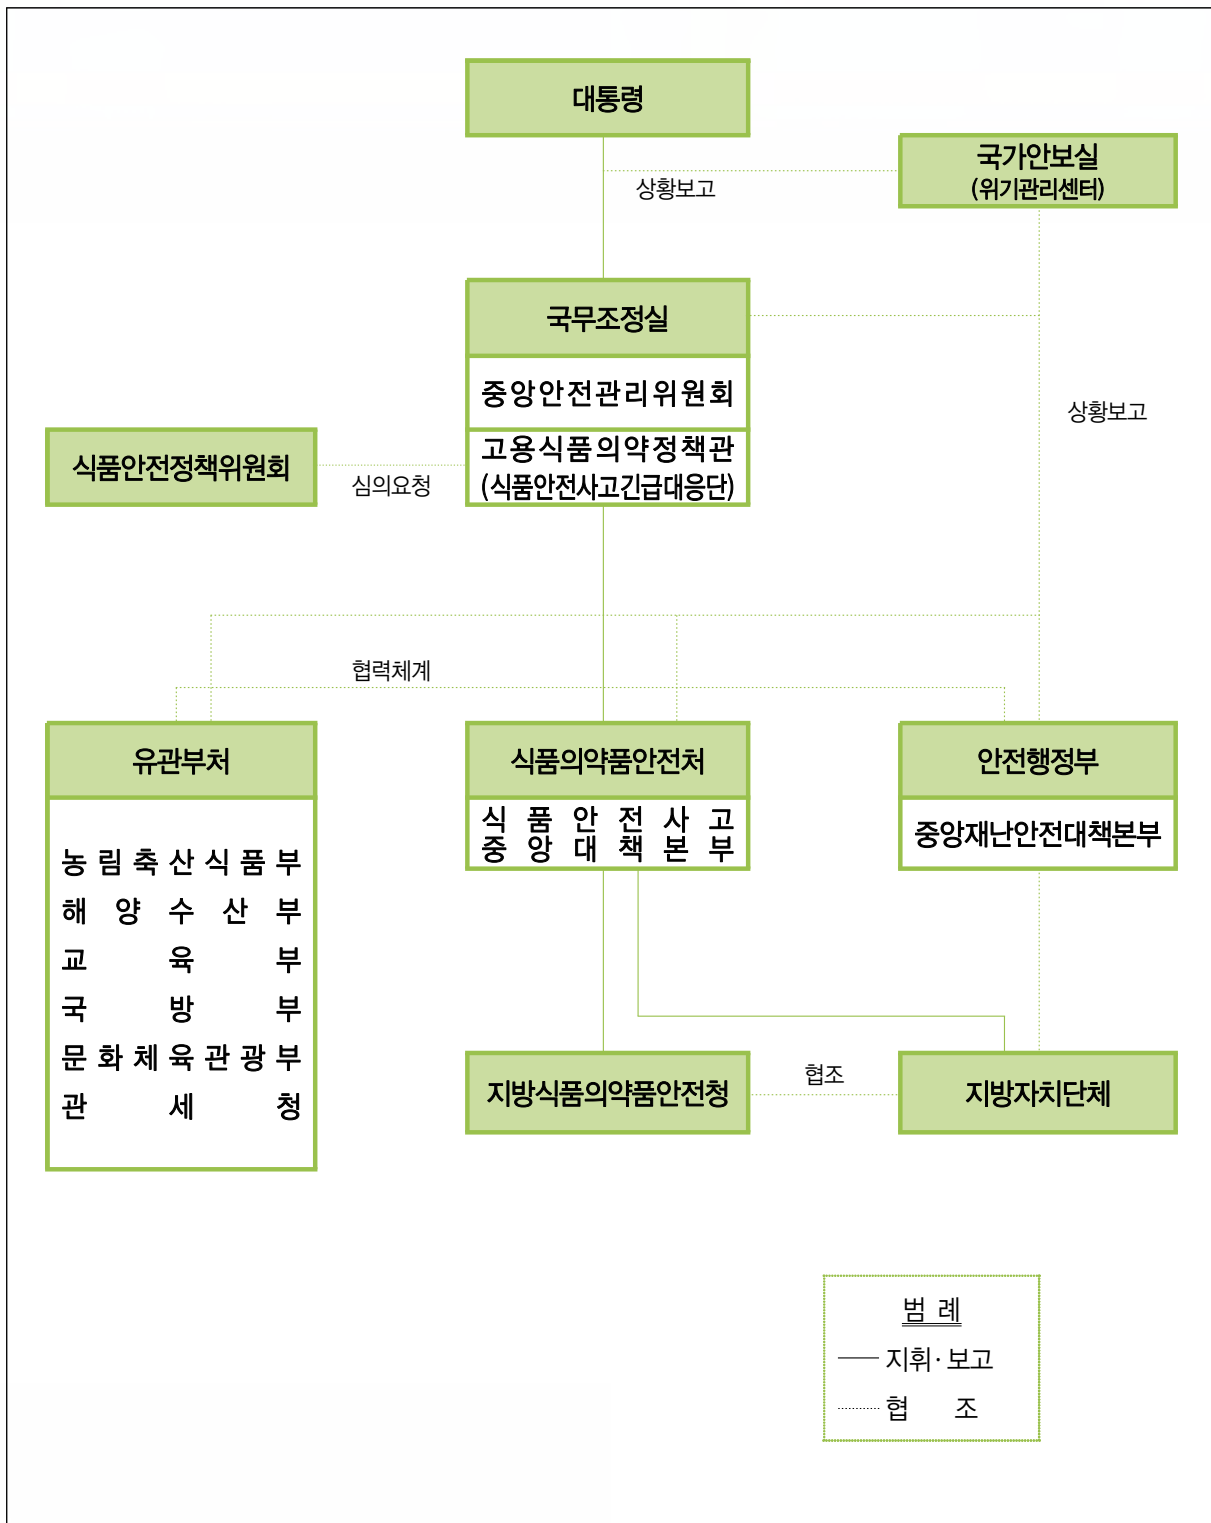 대통령
국가안보실
(위기관리센터)
상황보고
국무조정실
중앙안전관리위원회
상황보고
고용식품의약정책관
(식품안전사고긴급대응단)
식품안전정책위원회
심의요청
협력체계
유관부처
식품의약품안전처
안전행정부
식품안전사고
중앙대책본부
중앙재난안전대책본부
농림축산식품부
해양수산부
교육부
국방부
문화체육관광부
관세청
지방식품의약품안전청
협조
지방자치단체
범 례
지휘·보고
협 조